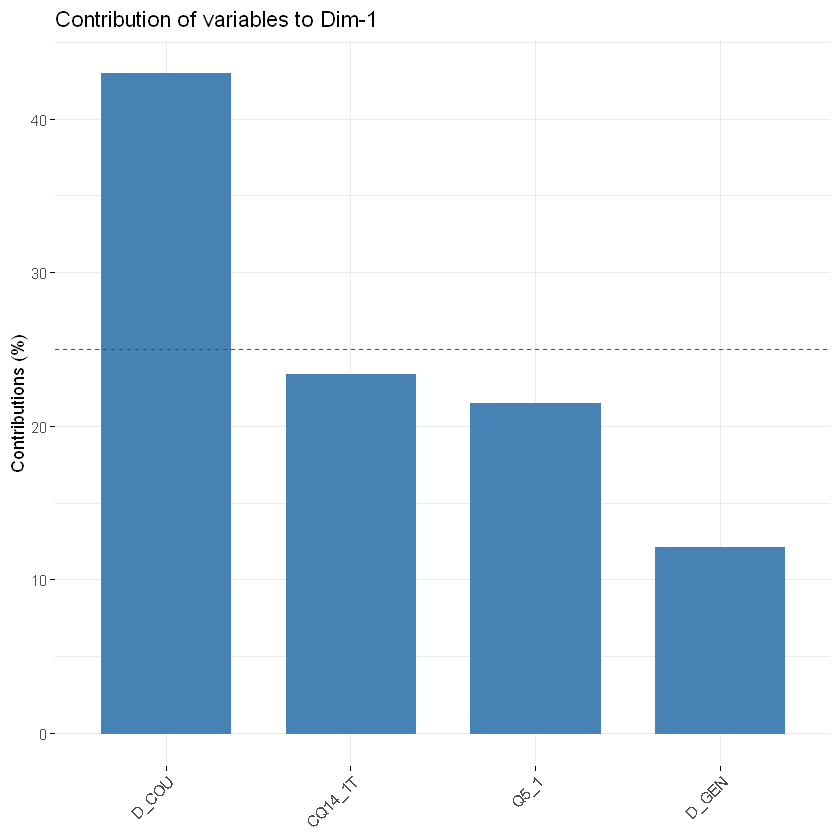 Contribution of variables to Dim-1
Contributions (%)
40
30
20
10
0
D_COU
CQ14_1T
Q5_1
D_GEN